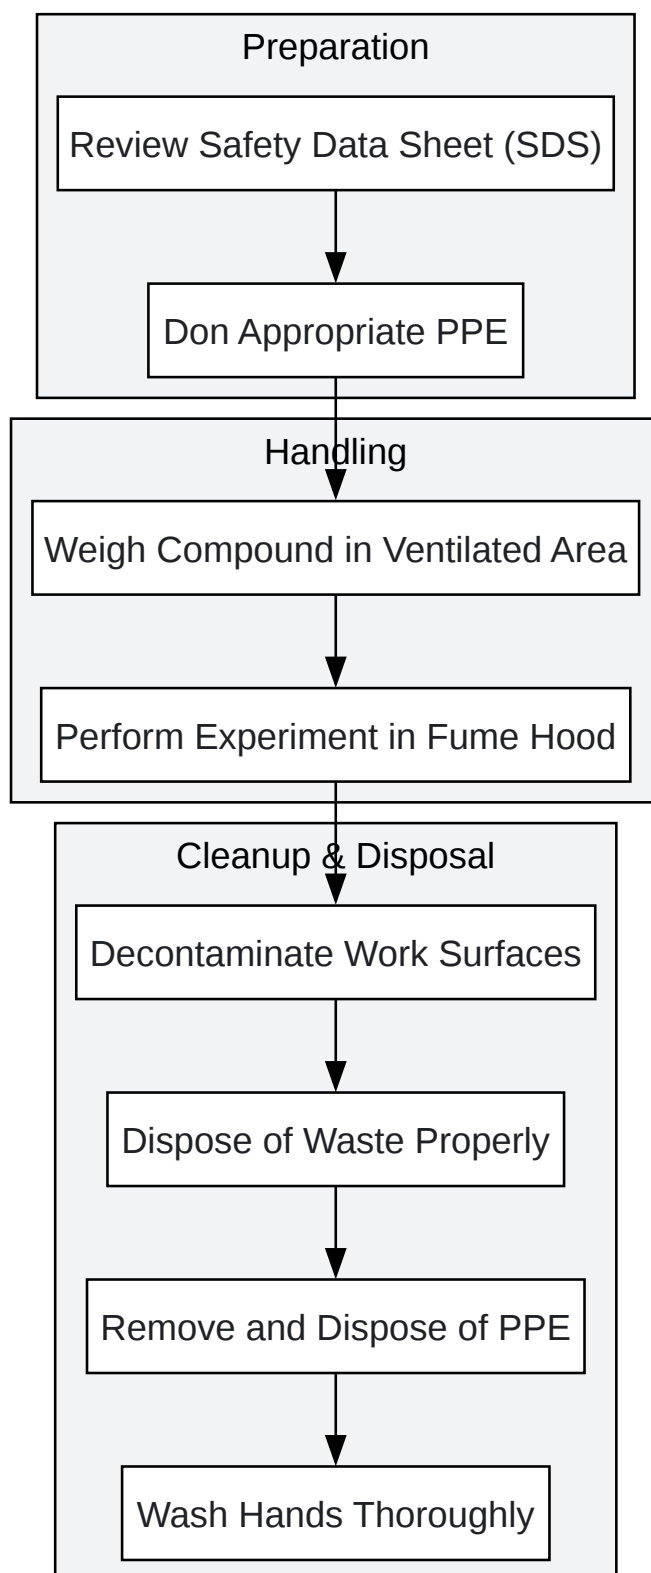 Preparation
Review Safety Data Sheet (SDS)
Don Appropriate PPE
Handling
Weigh Compound in Ventilated Area
Perform Experiment in Fume Hood
Cleanup & Disposal
Decontaminate Work Surfaces
Dispose of Waste Properly
Remove and Dispose of PPE
Wash Hands Thoroughly